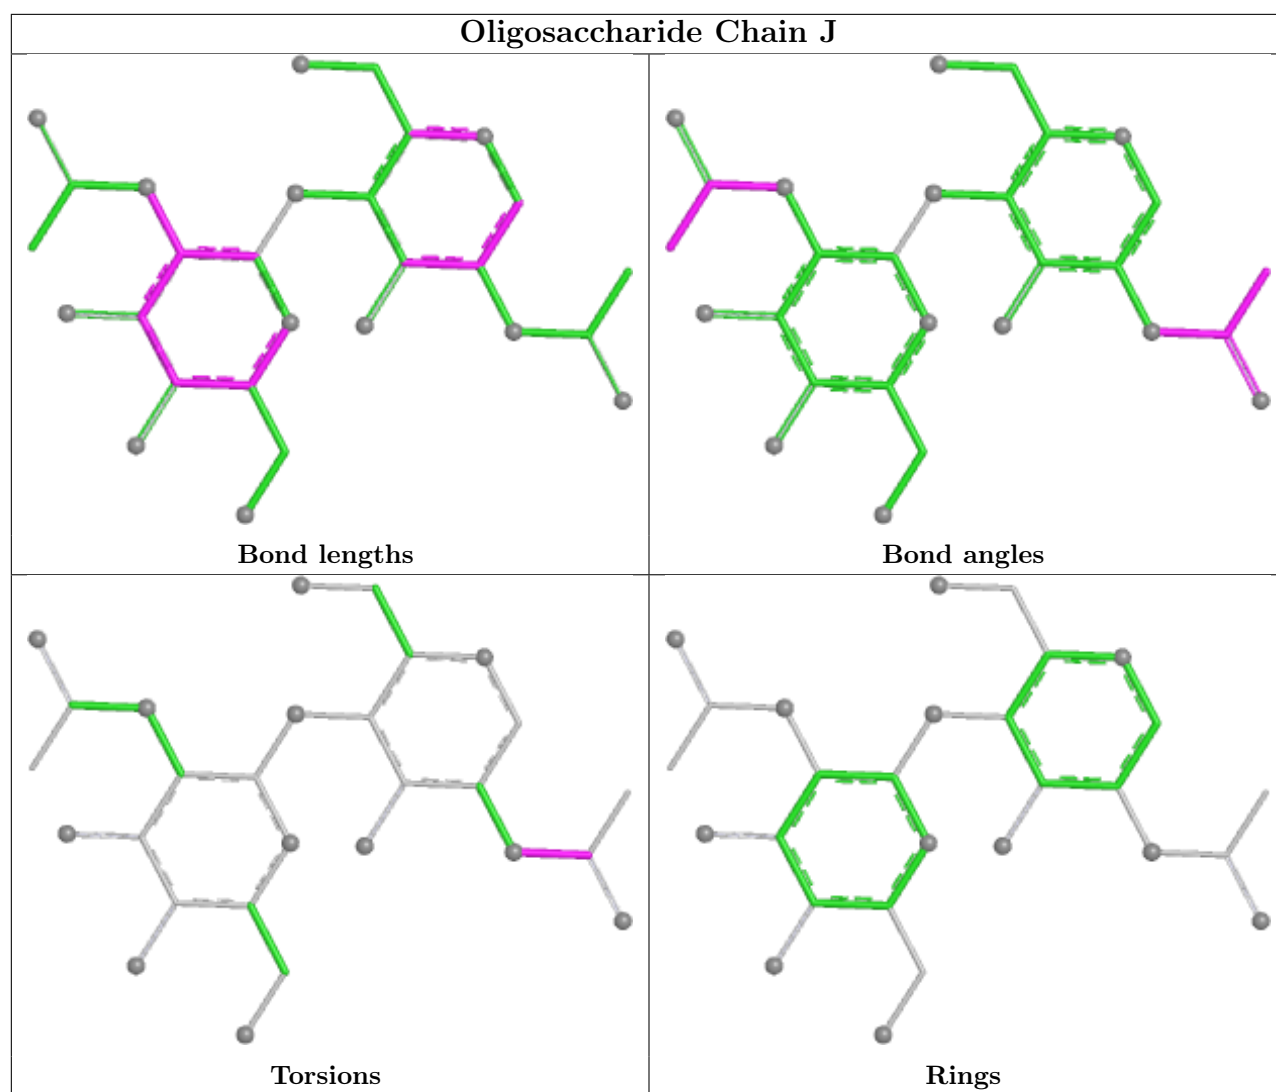 Oligosaccharide Chain J
Bond lengths
Bond angles
Torsions
Rings